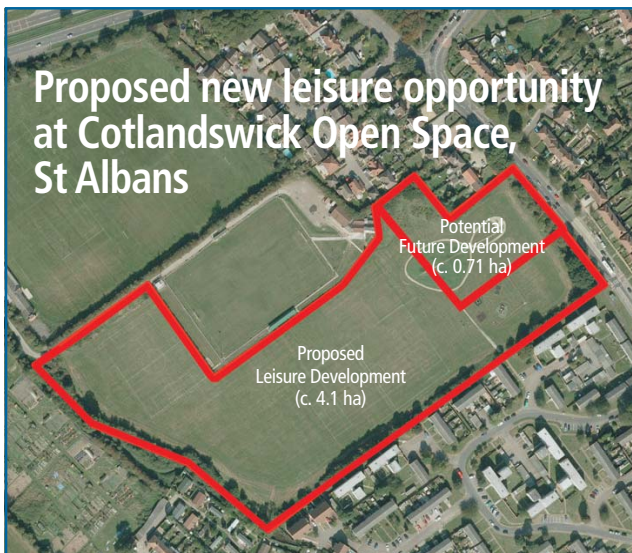 Proposed new leisure opportunity
at Cotlandswick Open Space,
St Albans
Potential
Future Development
(c. 0.71 ha)
Proposed
Leisure Development
(c. 4.1 ha)